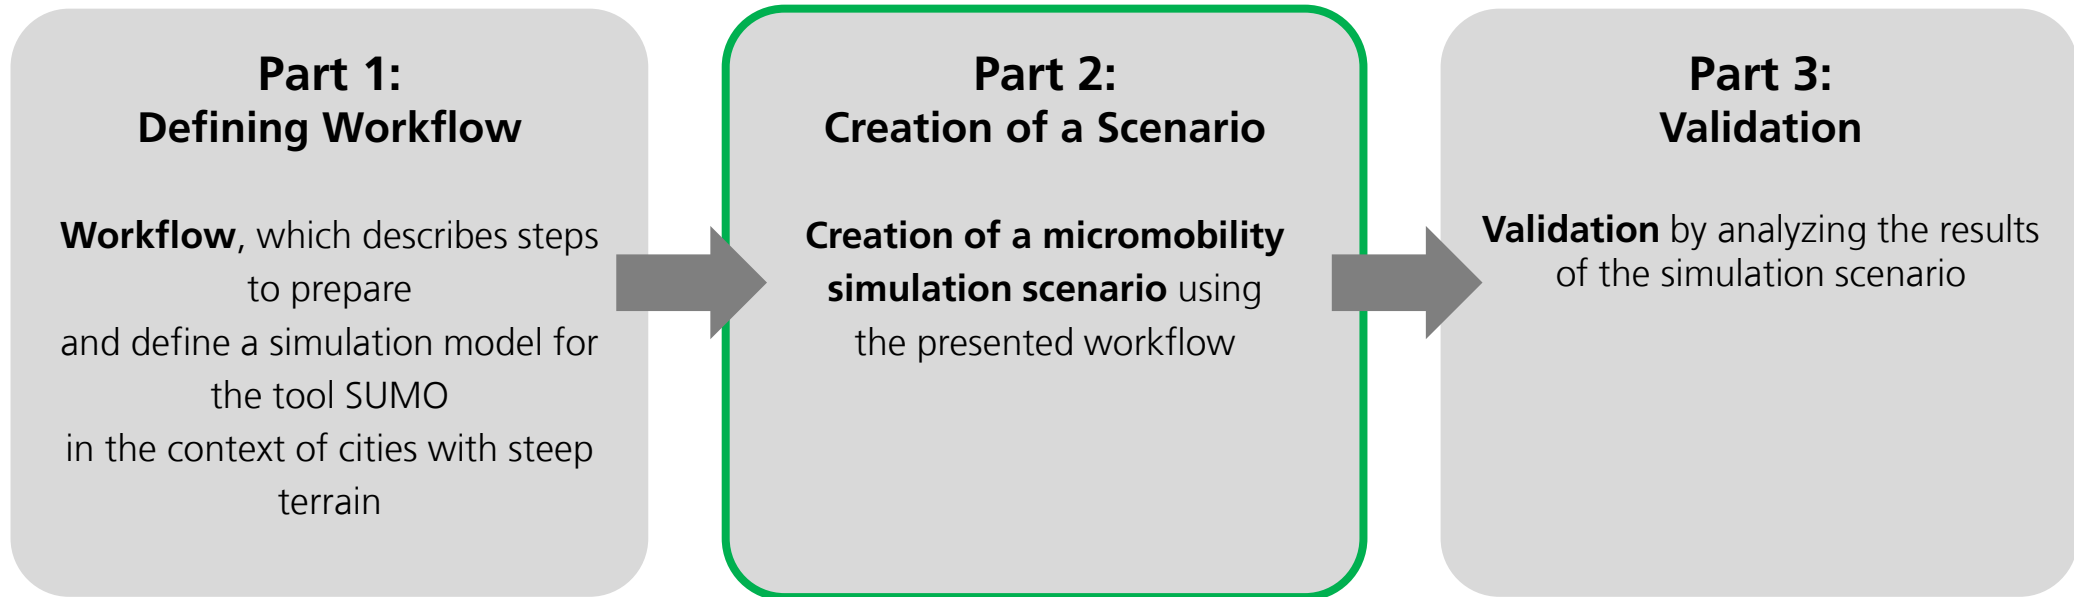 Part 1:
Defining Workflow
Workflow, which describes steps
to prepare
and define a simulation model for
the tool SUMO
in the context of cities with steep
terrain
Part 2:
Creation of a Scenario
Creation of a micromobility
simulation scenario using
the presented workflow
Part 3:
Validation
Validation by analyzing the results
of the simulation scenario